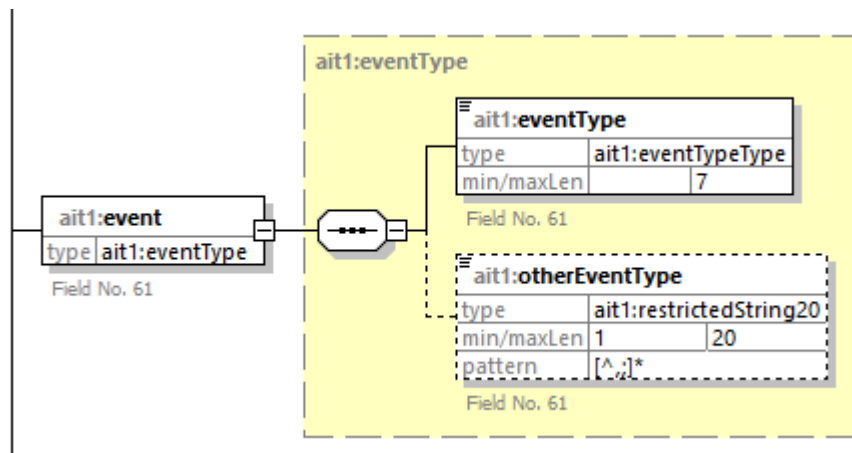 ait1:eventType
ait1:eventType
type ait1:eventTypeType
min/maxLen 7
Field No. 61
ait1:event
type ait1:eventType
Field No. 61
ait1:otherEventType
type ait1:restrictedString20
min/maxLen 1 20
pattern [^,;]*
Field No. 61